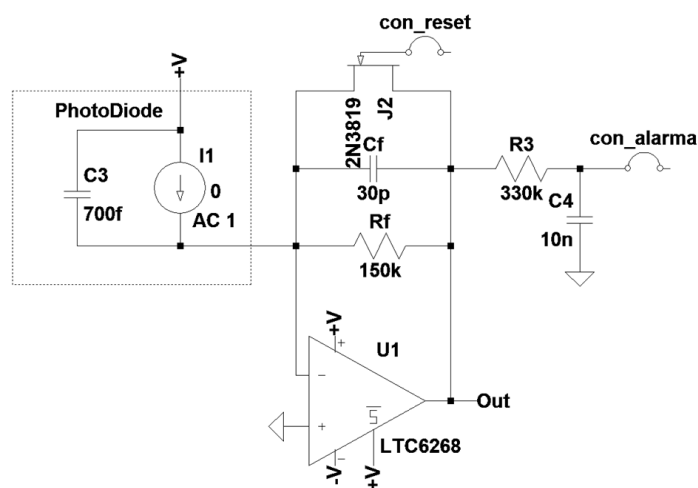 con_reset
+V
PhotoDiode
2N3819
J2
I1
C3
0
700f
AC 1
Cf
30p
R3
330k
con_alarma
C4
10n
Rf
150k
+V
U1
+
−
+
S
Out
LTC6268
−
-V
+V